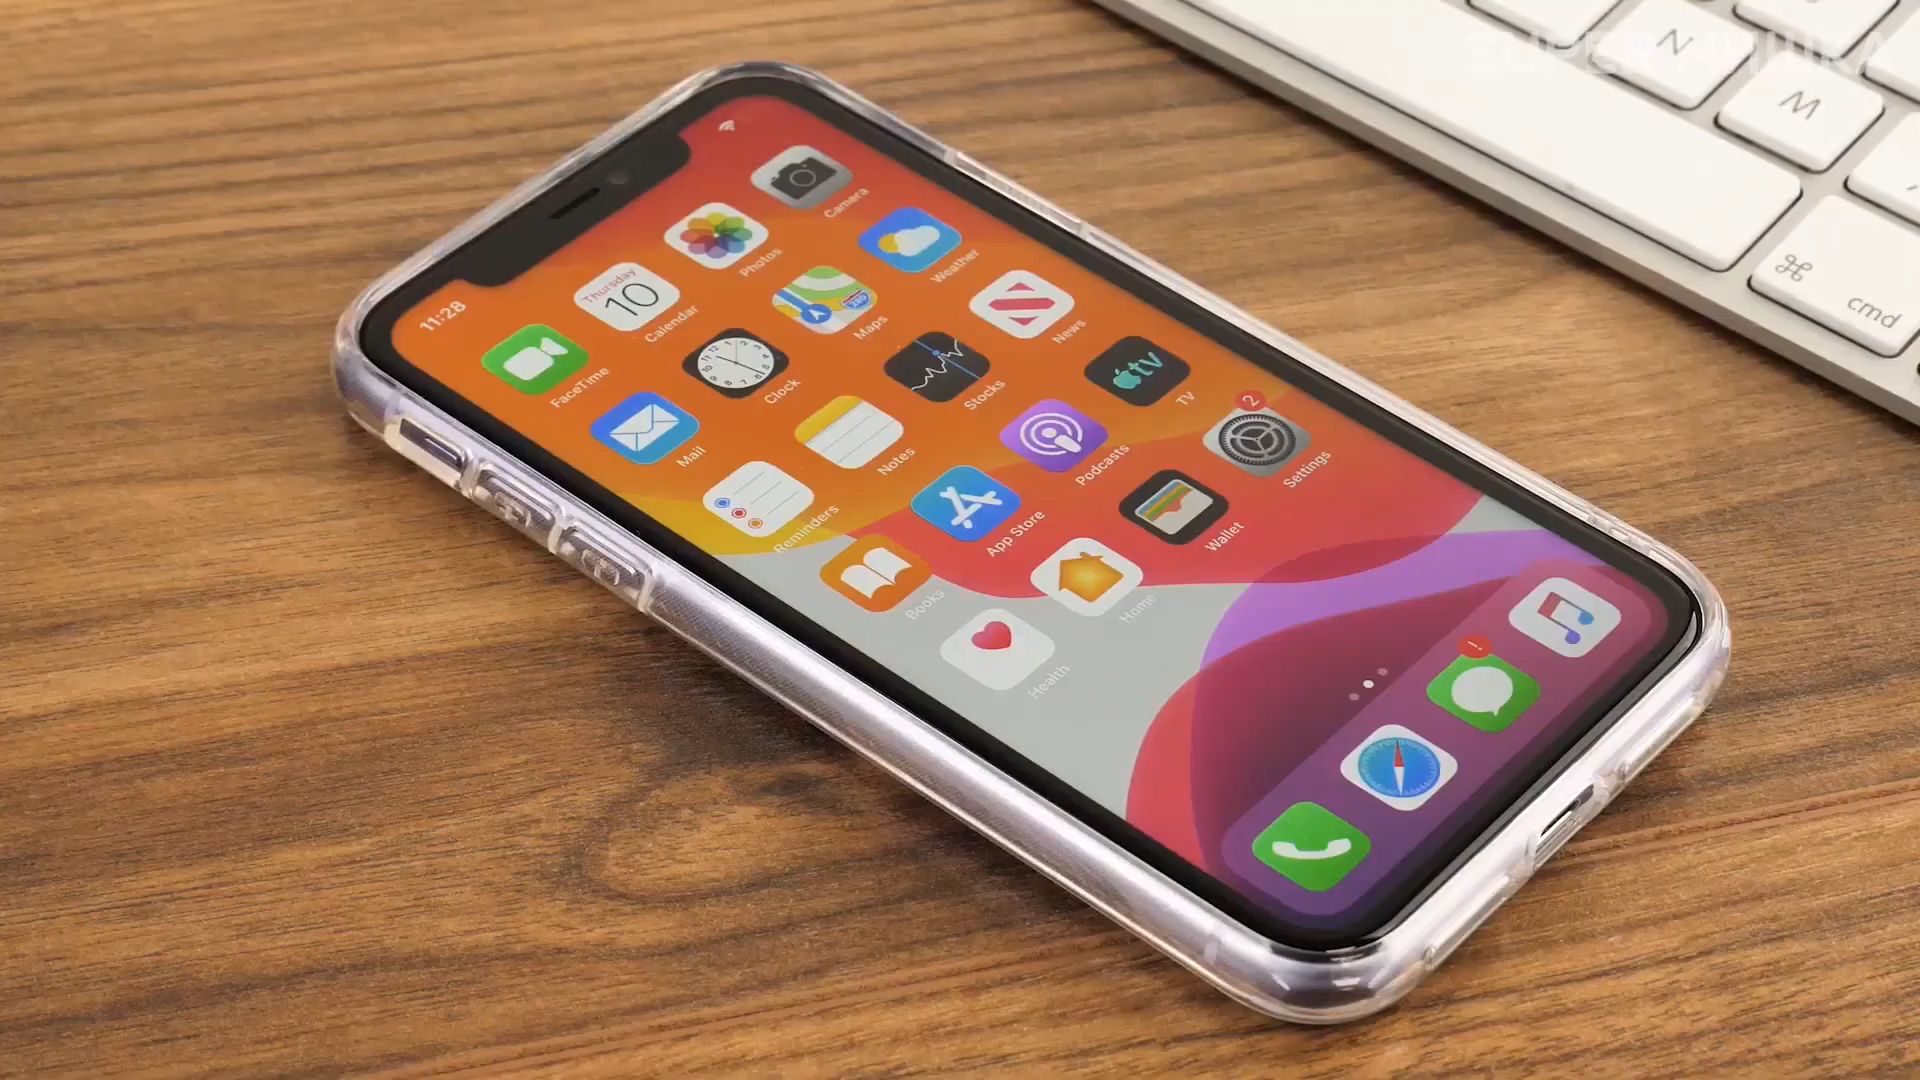 11:28
FaceTime
Thursday
10
Calendar
Photos
Camera
Mail
Clock
Maps
Weather
Reminders
Notes
Stocks
News
Books
App Store
Podcasts
tv
TV
Health
Home
Wallet
2
Settings
N
M
⌘
cmd